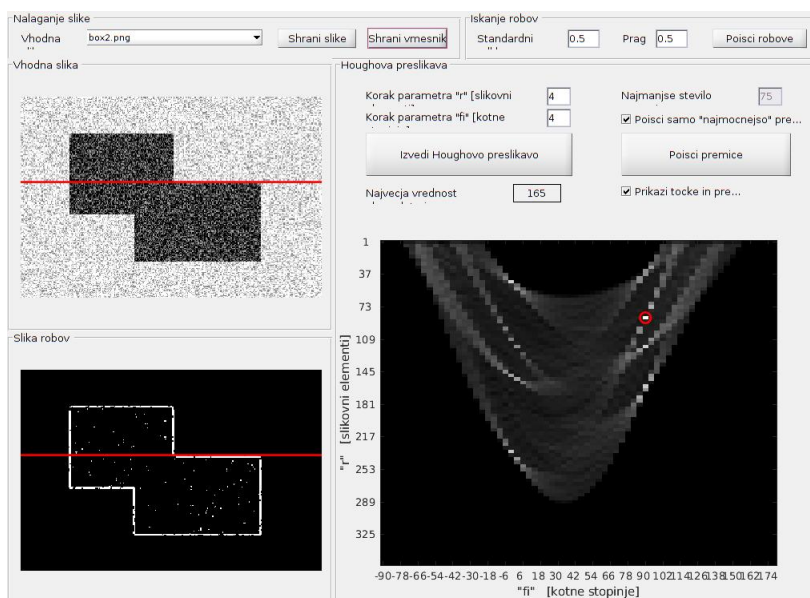 Nalaganje slike
Vhodna
box2.png
Shrani slike
Shrani vmesnik
Iskanje robov
Standardni
0.5
Prag
0.5
Poisci robove
Vhodna slika
Houghova preslikava
Korak parametra "r" [slikovni
4
Korak parametra "fi" [kotne
4
Najmanjse stevilo
75
Poisci samo "najmocnejso" pre...
Izvedi Houghovo preslikavo
Poisci premice
Najvecja vrednost
165
Prikazi tocke in pre...
Slika robov
1
37
73
109
145
181
217
253
289
325
"r" [slikovni elementi]
-90-78-66-54-42-30-18 -6 6 18 30 42 54 66 78 90 102114126138150162 174
"fi" [kotne stopinje]